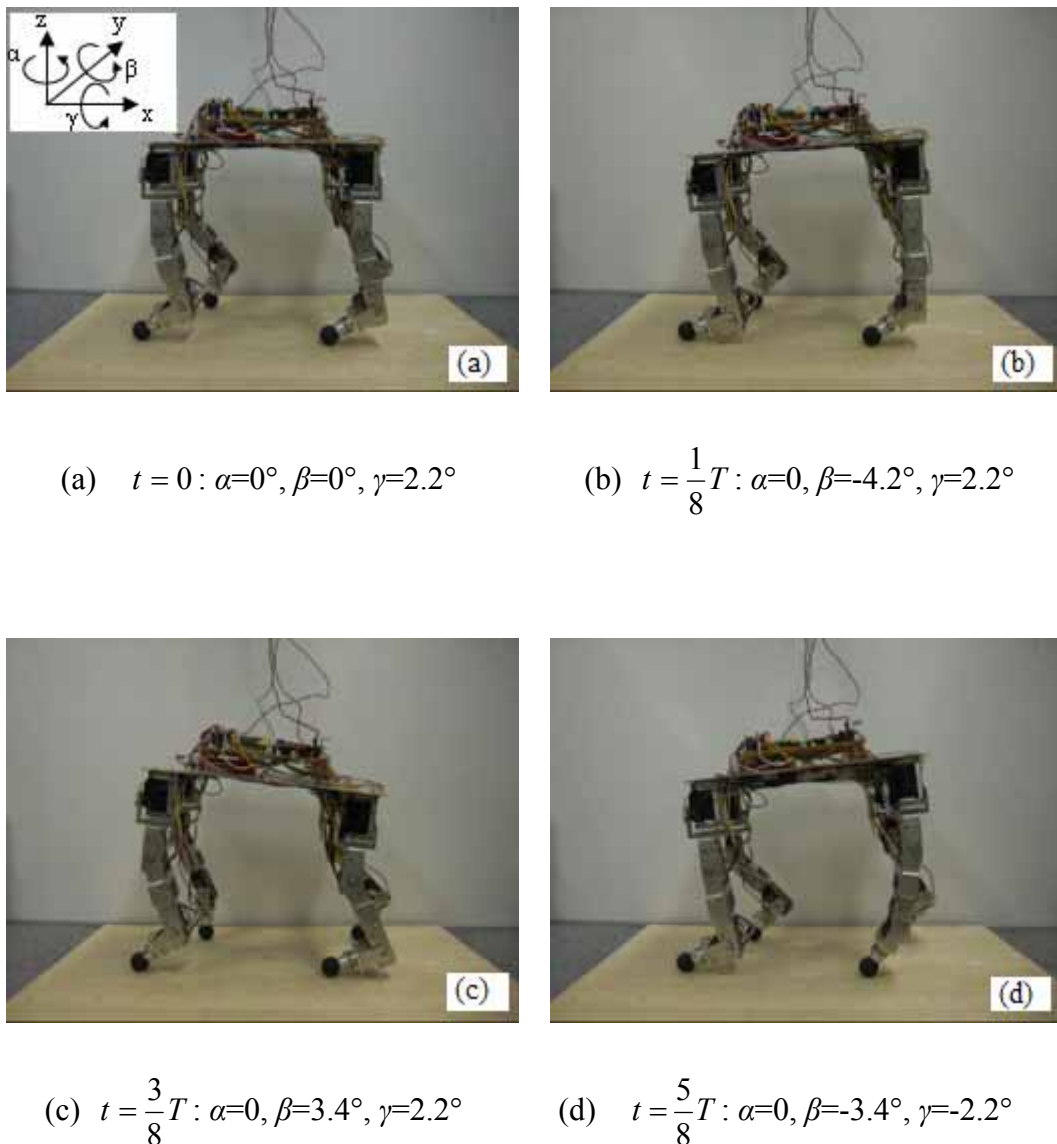 z
y
α
β
γ
x
(a)
(b)
(a) t = 0 : α=0°, β=0°, γ=2.2°
(b) t = 1/8 T : α=0, β=-4.2°, γ=2.2°
(c)
(d)
(c) t = 3/8 T : α=0, β=3.4°, γ=2.2°
(d) t = 5/8 T : α=0, β=-3.4°, γ=-2.2°